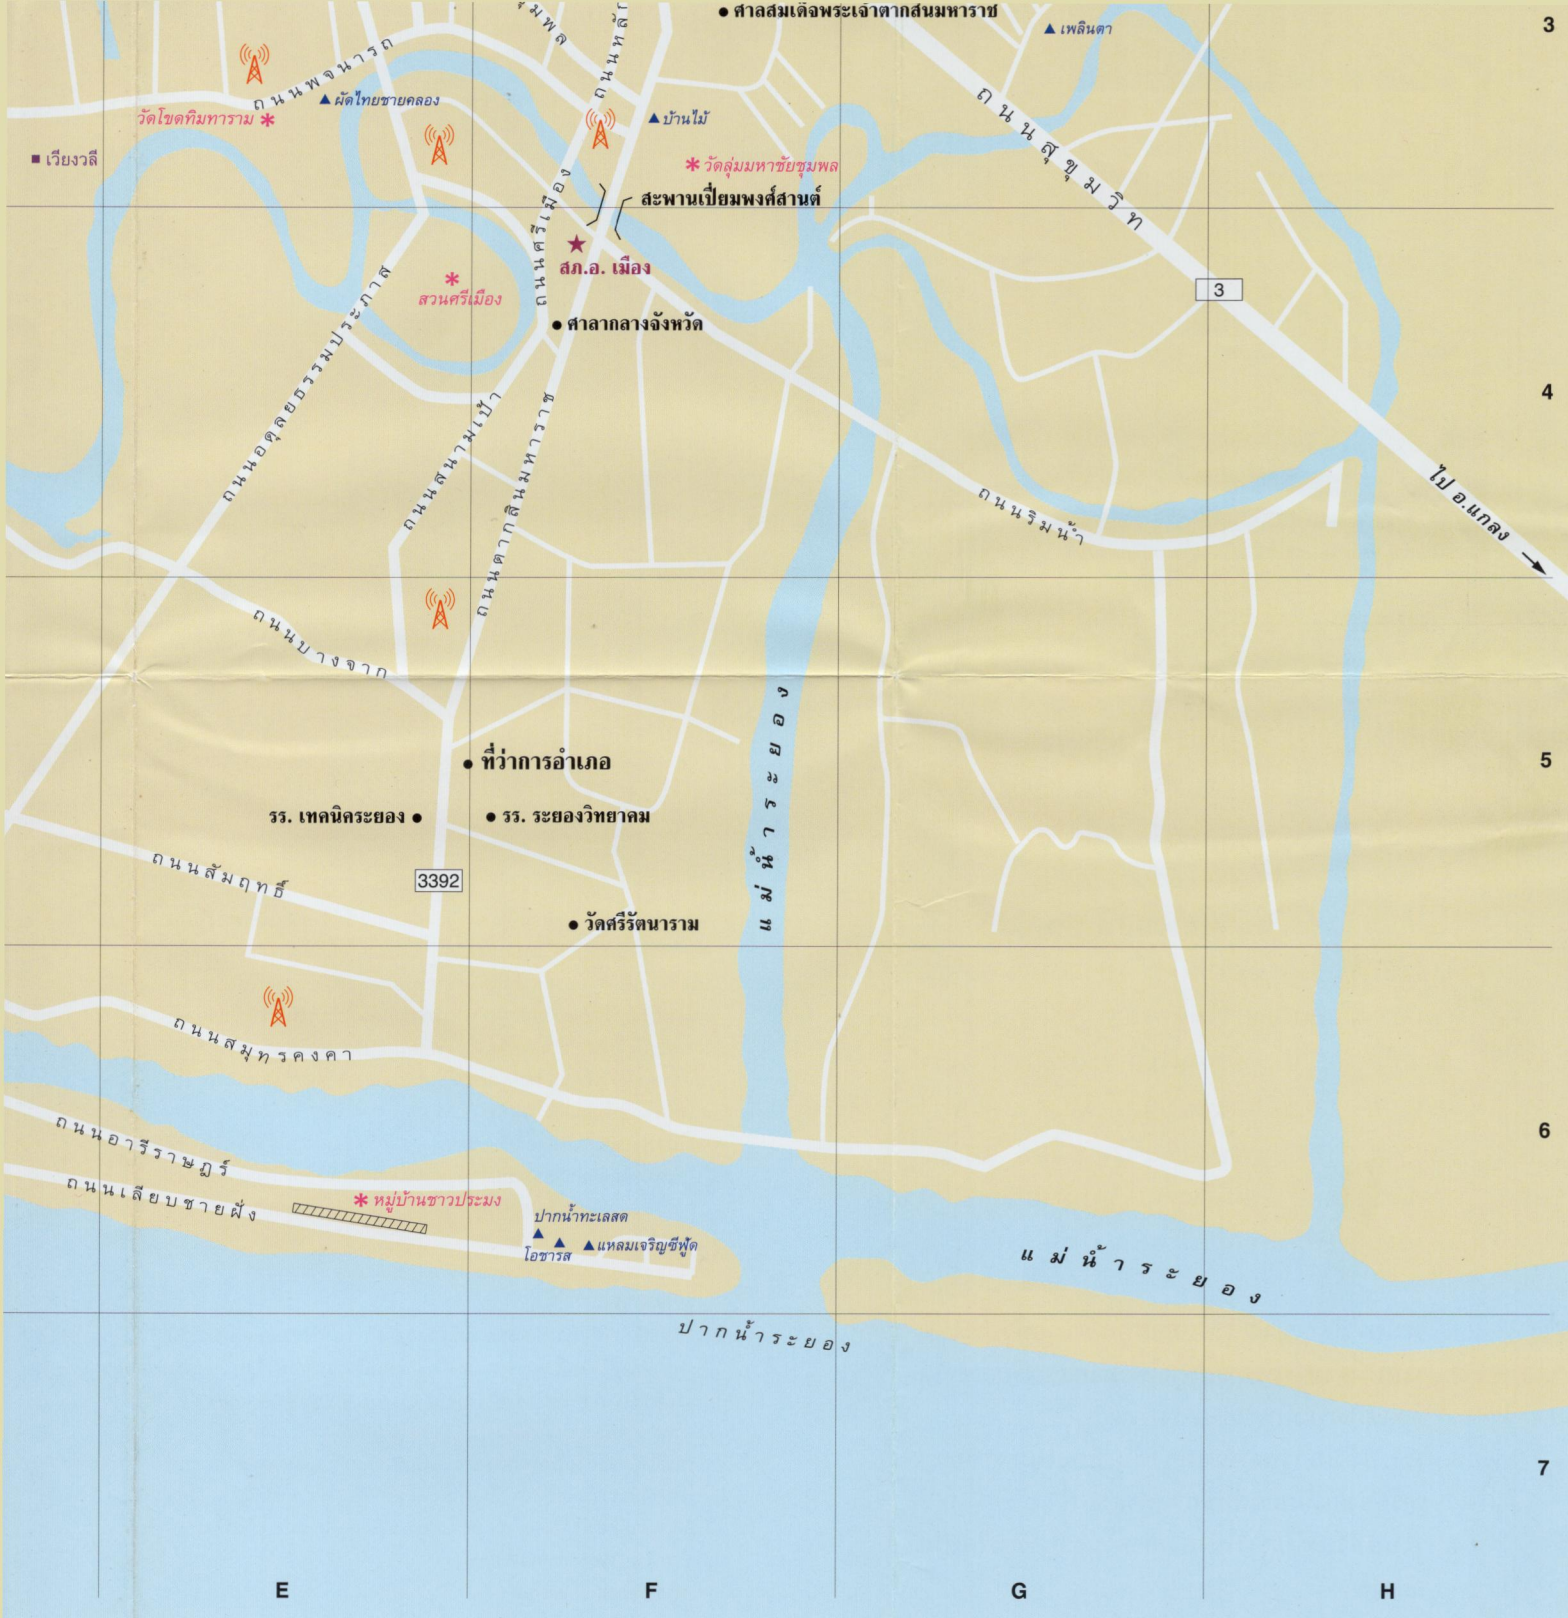 ศาลสมเด็จพระเจ้าตากสินมหาราช
3
เพลินตา
ถนนพจนารถ
ผัดไทยชายคลอง
วัดโขดทิมทาราม
บ้านไม้
เวียงวลี
วัดลุ่มมหาชัยชุมพล
ถนนสุขุมวิท
สะพานเปี่ยมพงศ์สานต์
ถนนศรีเมือง
สภ.อ. เมือง
สวนศรีเมือง
3
ศาลากลางจังหวัด
ถนนอดุลยธรรมประภาส
4
ถนนสนามเป้า
ถนนตากสินมหาราช
ถนนริมน้ำ
ไป อ.แกลง
ถนนบางจาก
แม่น้ำระยอง
ที่ว่าการอำเภอ
5
รร. เทคนิคระยอง
รร. ระยองวิทยาคม
ถนนสัมฤทธิ์
3392
วัดศรีรัตนาราม
ถนนสมุทรคงคา
6
ถนนอารีราษฎร์
ถนนเลียบชายฝั่ง
หมู่บ้านชาวประมง
ปากน้ำทะเลสด
โอชารส
แหลมเจริญซีฟู้ด
แม่น้ำระยอง
ปากน้ำระยอง
7
E
F
G
H